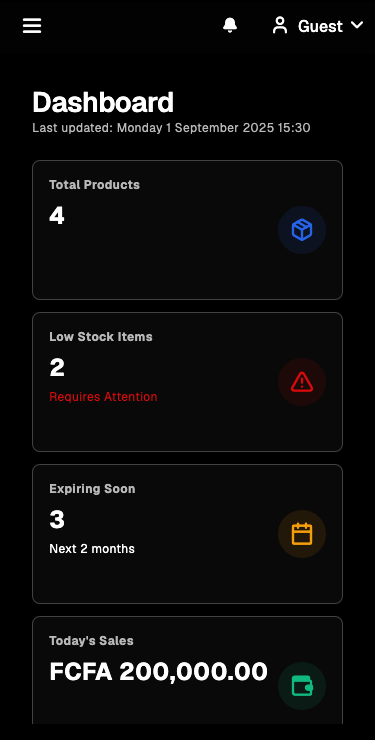 Guest
Dashboard
Last updated: Monday 1 September 2025 15:30
Total Products
4
Low Stock Items
2
Requires Attention
Expiring Soon
3
Next 2 months
Today's Sales
FCFA 200,000.00